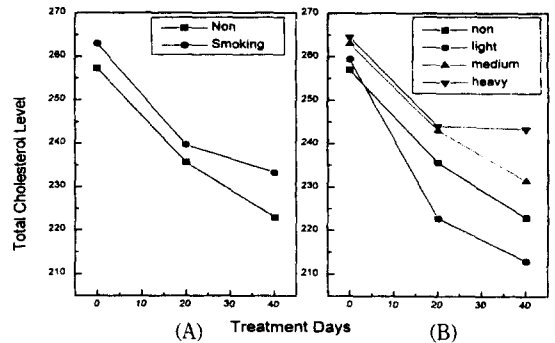 Total Cholesterol Level
270
260
250
240
230
220
210
0 10 20 30 40
Non
Smoking
(A)
270
260
250
240
230
220
210
0 10 20 30 40
non
light
medium
heavy
(B)
Treatment Days